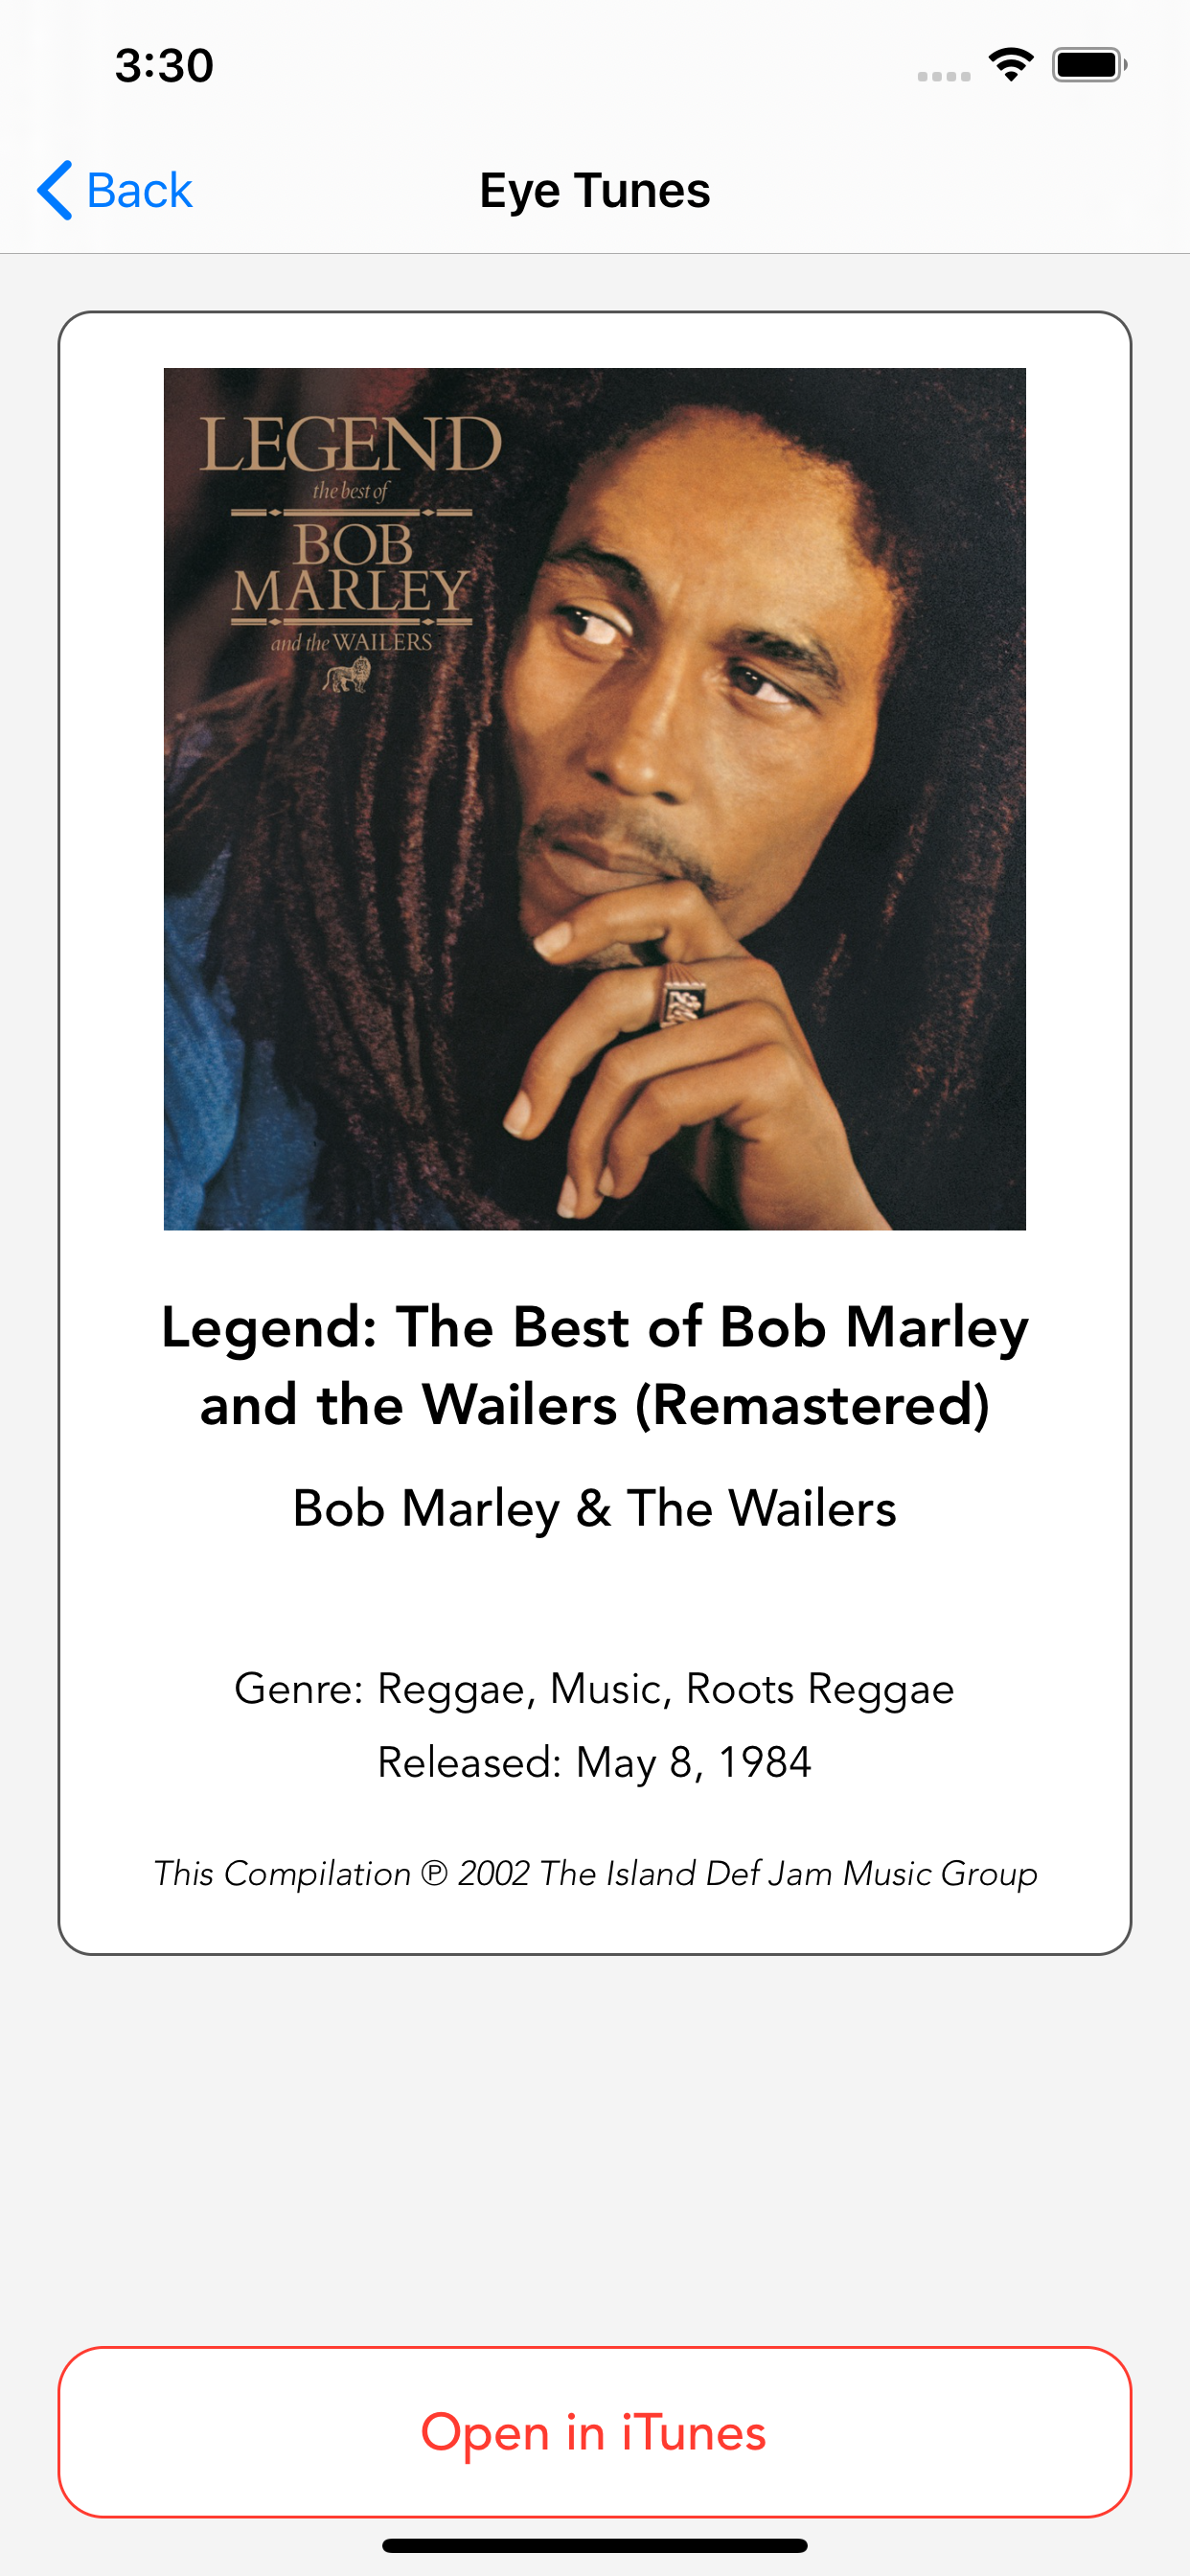 3:30
Back
Eye Tunes
LEGEND
the best of
BOB
MARLEY
and the WAILERS
Legend: The Best of Bob Marley
and the Wailers (Remastered)
Bob Marley & The Wailers
Genre: Reggae, Music, Roots Reggae
Released: May 8, 1984
This Compilation ℗ 2002 The Island Def Jam Music Group
Open in iTunes